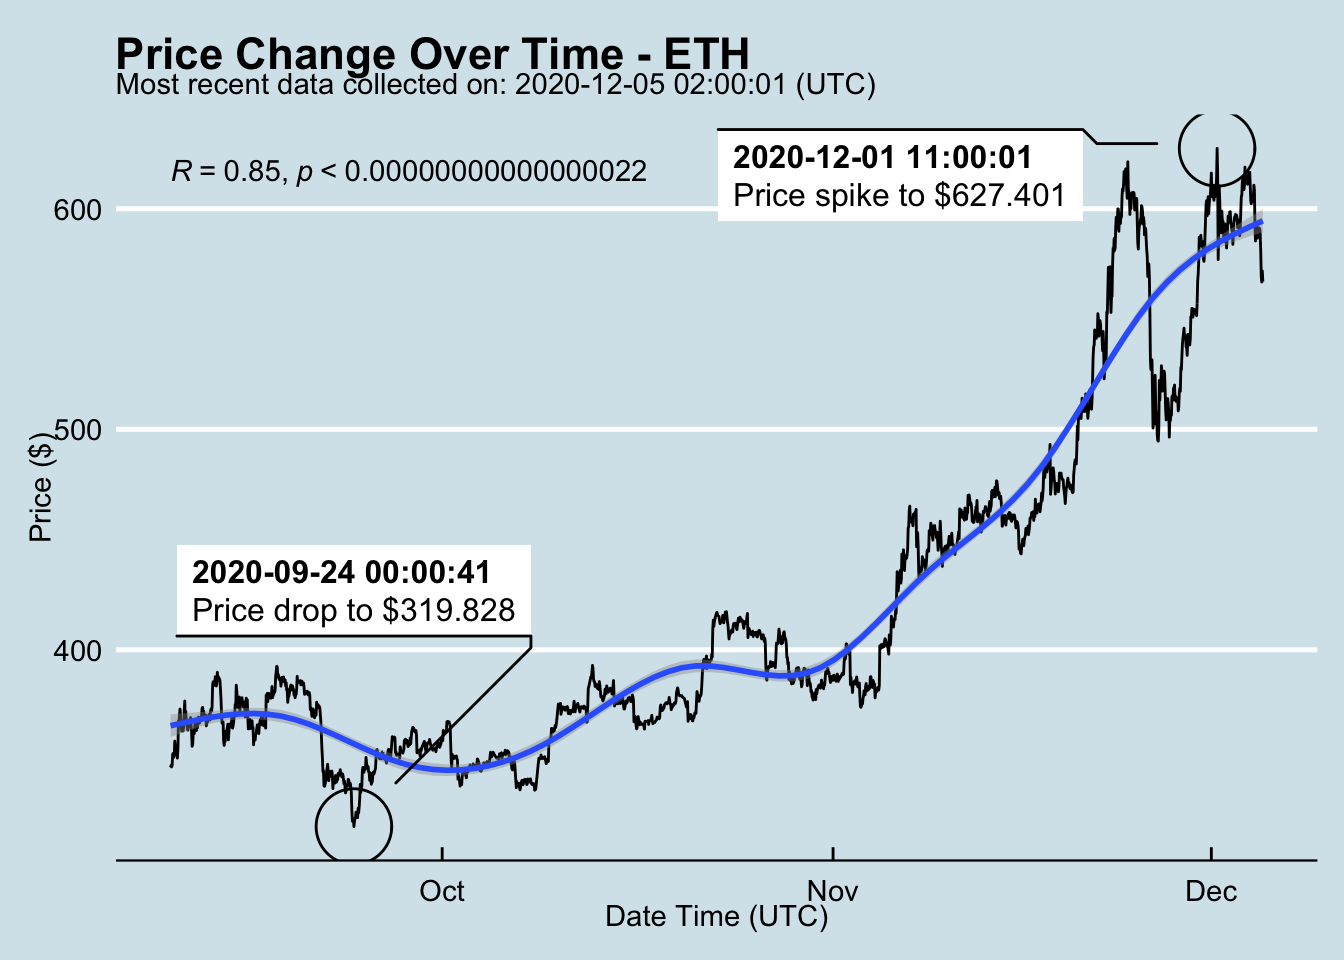 Price Change Over Time - ETH
Most recent data collected on: 2020-12-05 02:00:01 (UTC)
R = 0.85, p < 0.00000000000000022
2020-12-01 11:00:01
Price spike to $627.401
600
500
400
Price ($)
2020-09-24 00:00:41
Price drop to $319.828
Oct Nov Dec
Date Time (UTC)